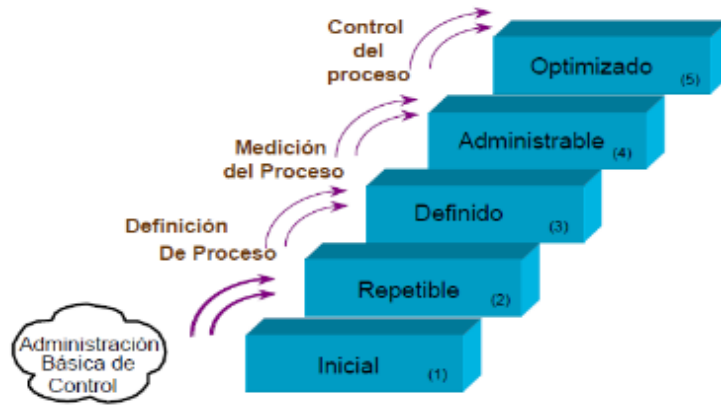 Control
del
proceso
Optimizado
(5)
Medición
del Proceso
Administrable
(4)
Definición
De Proceso
Definido
(3)
Repetible
(2)
Administración
Básica de
Control
Inicial
(1)